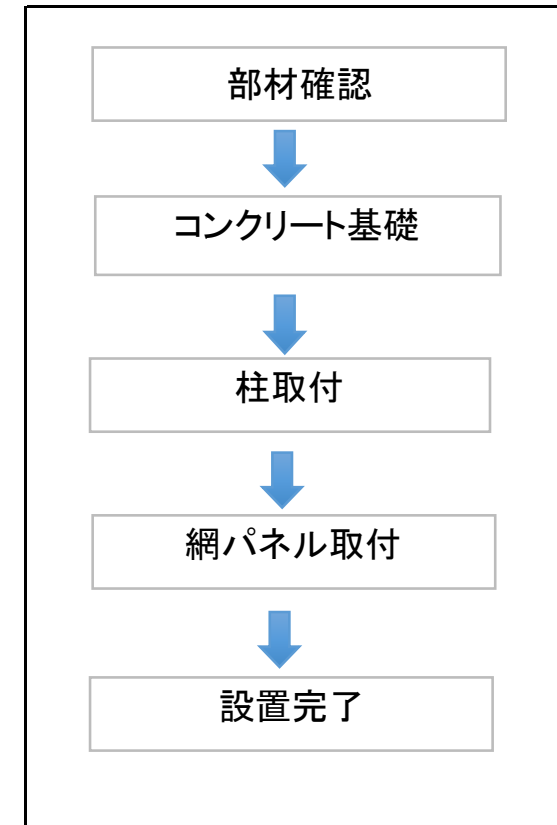 部材確認
コンクリート基礎
柱取付
網パネル取付
設置完了